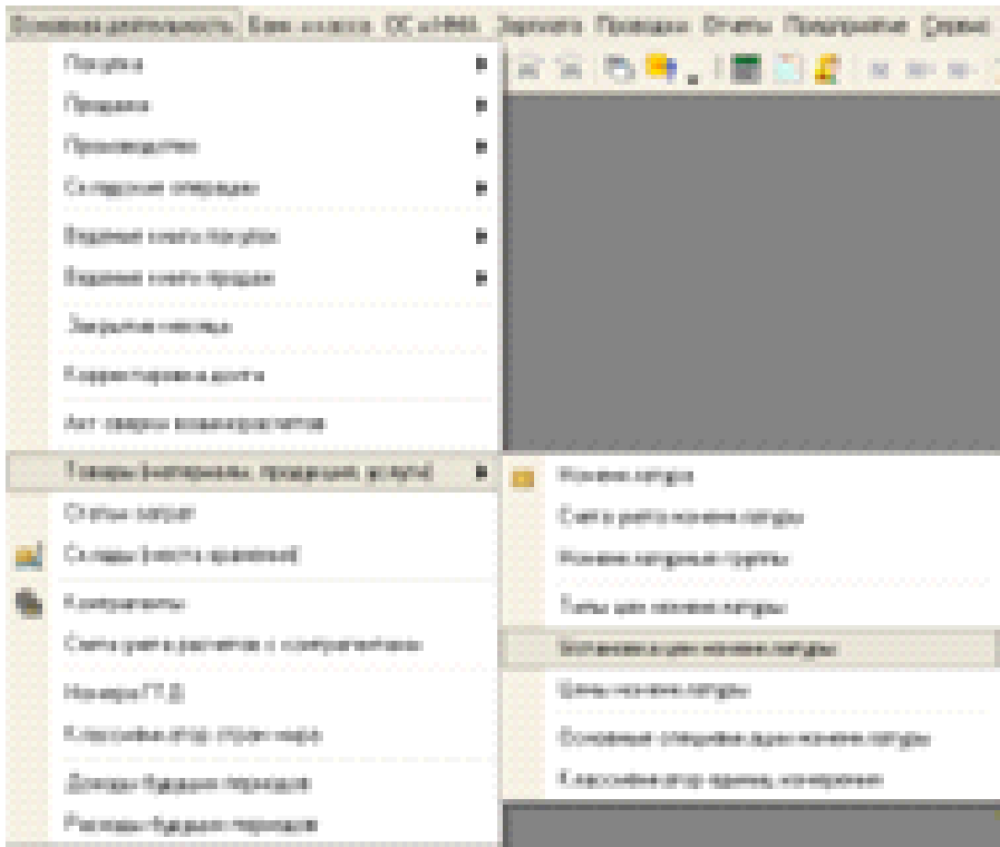 Основная деятельность Банк и касса ОС и НМА Зарплата Проводки Отчеты Предприятие Сервис
Покупка
Продажа
Производство
Складские операции
Ведение книги покупок
Ведение книги продаж
Закрытие месяца
Корректировка долга
Акт сверки взаиморасчетов
Товары (материалы, продукция, услуги)
Статьи затрат
Склады (места хранения)
Контрагенты
Счета учета расчетов с контрагентами
Номера ГТД
Классификатор стран мира
Доходы будущих периодов
Расходы будущих периодов
Номенклатура
Счета учета номенклатуры
Номенклатурные группы
Типы цен номенклатуры
Установка цен номенклатуры
Цены номенклатуры
Основные спецификации номенклатуры
Классификатор единиц измерения